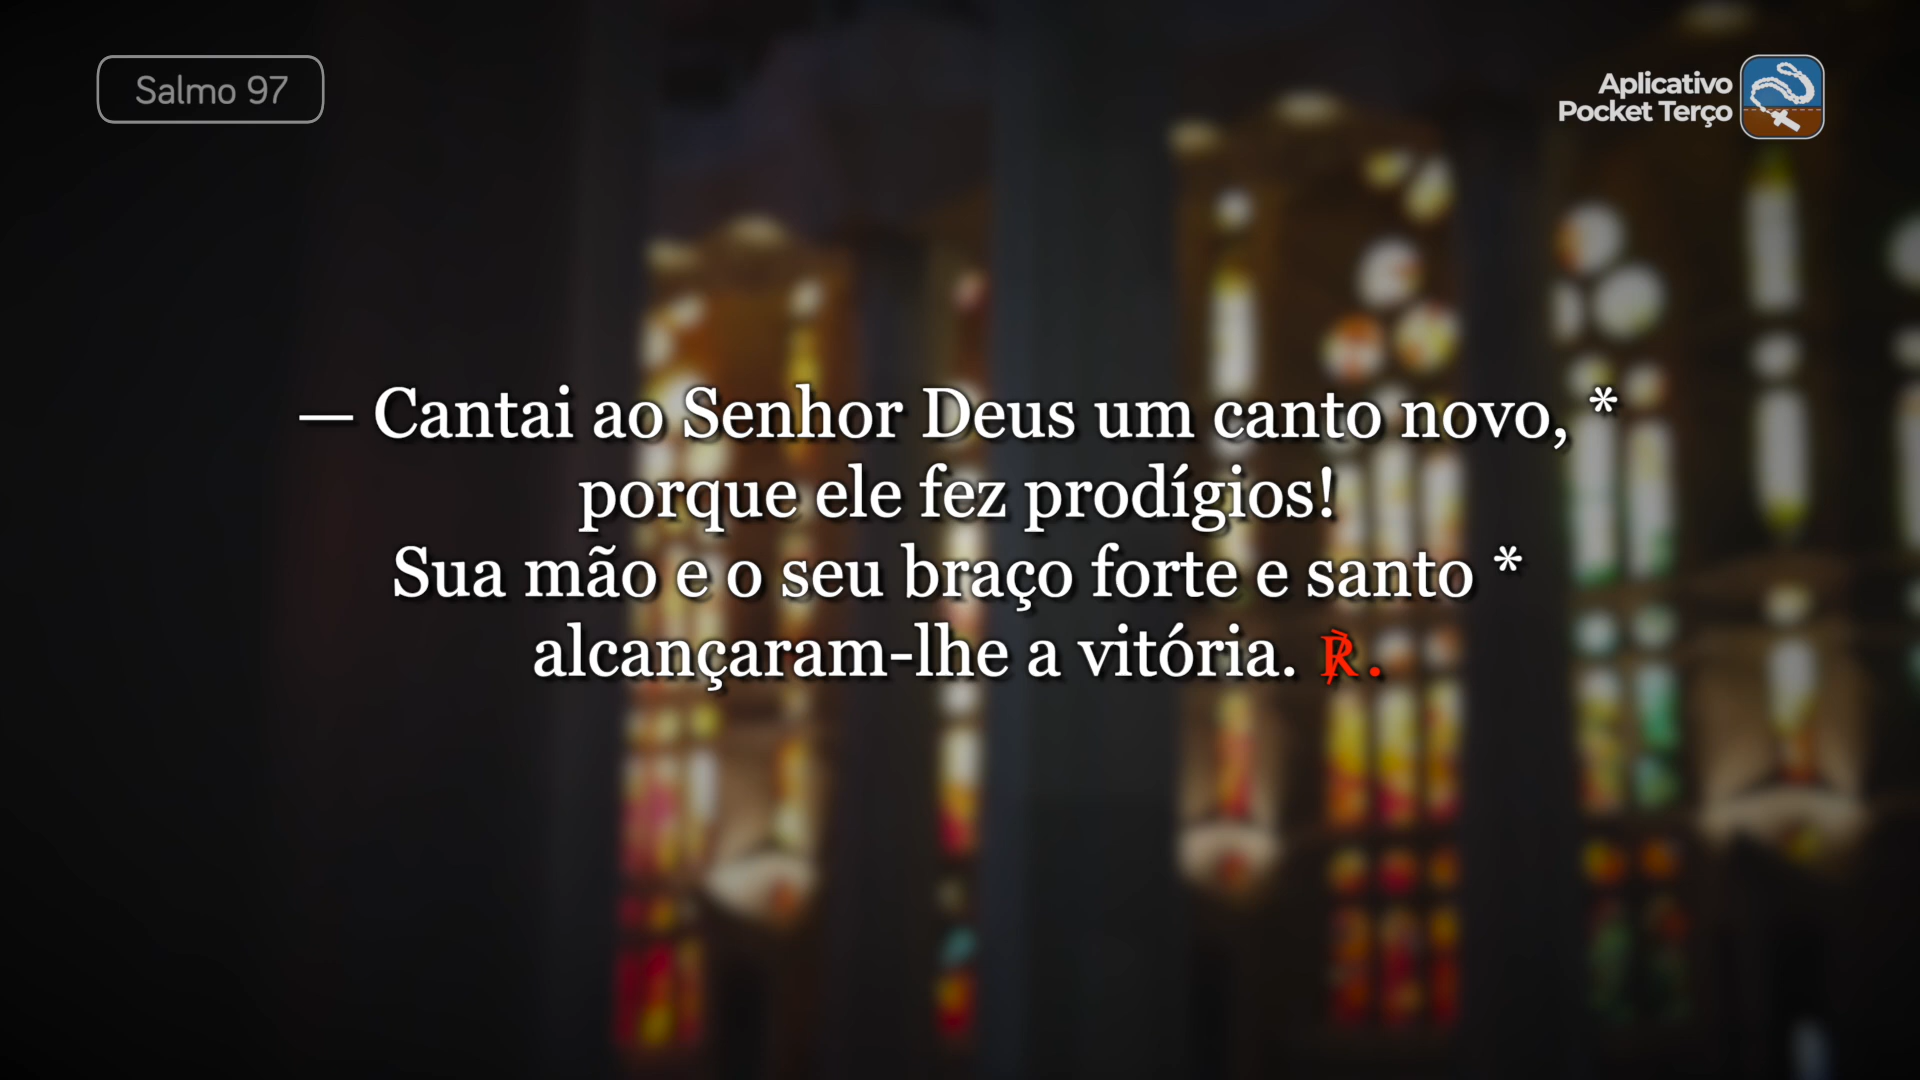 Salmo 97
Aplicativo
Pocket Terço
— Cantai ao Senhor Deus um canto novo, *
porque ele fez prodígios!
Sua mão e o seu braço forte e santo *
alcançaram-lhe a vitória. ℟.